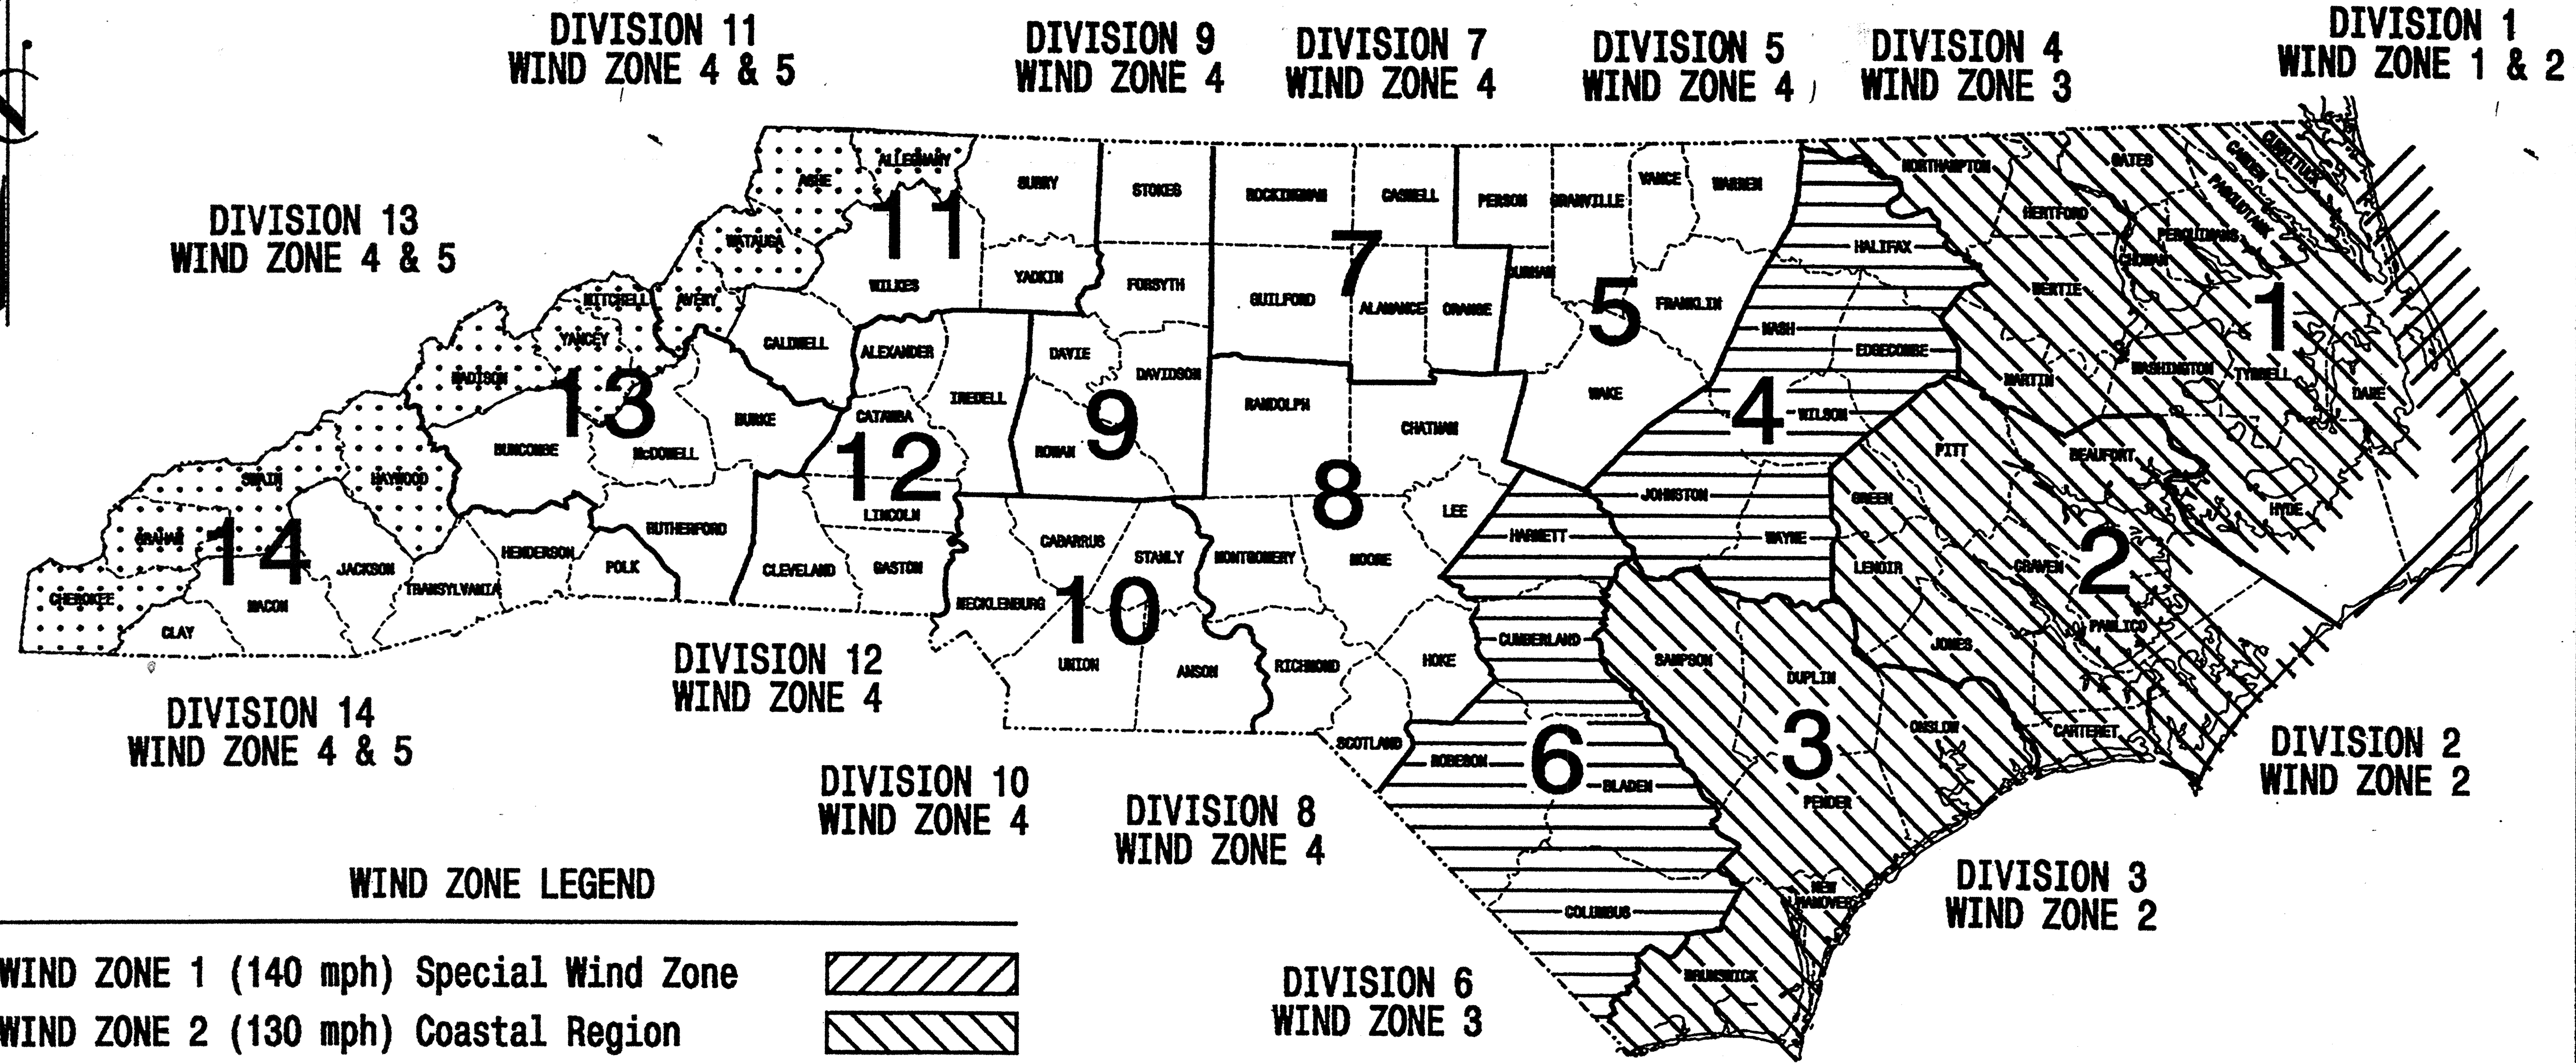 DIVISION 11
WIND ZONE 4 & 5
DIVISION 9
WIND ZONE 4
DIVISION 7
WIND ZONE 4
DIVISION 5
WIND ZONE 4
DIVISION 4
WIND ZONE 3
DIVISION 1
WIND ZONE 1 & 2
DIVISION 13
WIND ZONE 4 & 5
ASHE
ALLEGHANY
11
WATAUGA
WILKES
SURRY
YADKIN
STOKES
FORSYTH
ROCKINGHAM
CASWELL
7
GUILFORD
ALAMANCE
ORANGE
PERSON
GRANVILLE
VANCE
WARREN
DURHAM
5
FRANKLIN
WAKE
HALIFAX
NASH
EDGECOMBE
4
WILSON
JOHNSTON
WAYNE
NORTHAMPTON
GATES
HERTFORD
CAMDEN
CURRITUCK
PASQUOTANK
PERQUIMANS
CHOWAN
BERTIE
1
MARTIN
WASHINGTON
TYRRELL
DARE
HYDE
MITCHELL
AVERY
YANCEY
MADISON
13
BUNCOMBE
McDOWELL
BURKE
CALDWELL
ALEXANDER
IREDELL
CATAWBA
12
LINCOLN
DAVIE
DAVIDSON
9
ROWAN
RANDOLPH
CHATHAM
8
LEE
MONTGOMERY
MOORE
HARNETT
PITT
BEAUFORT
GREEN
LENOIR
CRAVEN
2
PAMLICO
JONES
CARTERET
SWAIN
HAYWOOD
GRAHAM
14
CHEROKEE
CLAY
MACON
JACKSON
TRANSYLVANIA
HENDERSON
POLK
RUTHERFORD
CLEVELAND
GASTON
MECKLENBURG
CABARRUS
STANLY
10
UNION
ANSON
RICHMOND
HOKE
SCOTLAND
CUMBERLAND
ROBESON
6
BLADEN
COLUMBUS
SAMPSON
DUPLIN
3
ONSLOW
PENDER
NEW
HANOVER
BRUNSWICK
DIVISION 14
WIND ZONE 4 & 5
DIVISION 12
WIND ZONE 4
DIVISION 10
WIND ZONE 4
DIVISION 8
WIND ZONE 4
DIVISION 2
WIND ZONE 2
DIVISION 3
WIND ZONE 2
DIVISION 6
WIND ZONE 3
WIND ZONE LEGEND
WIND ZONE 1 (140 mph) Special Wind Zone
WIND ZONE 2 (130 mph) Coastal Region